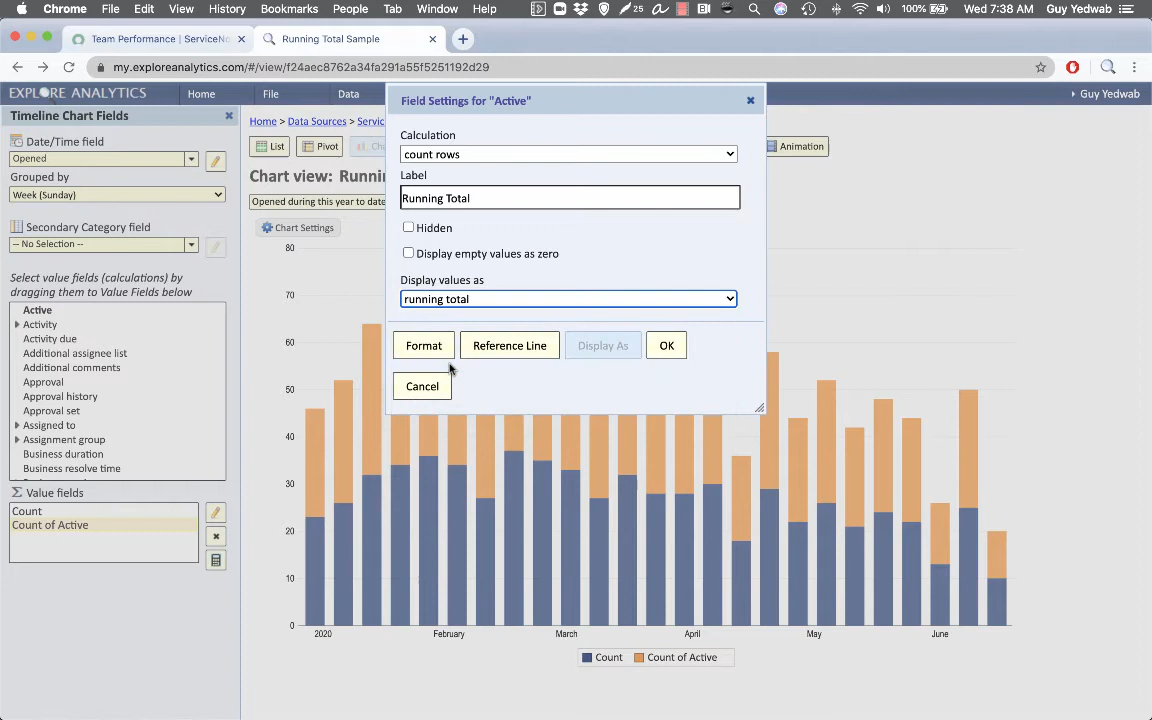 Chrome File Edit View History Bookmarks People Tab Window Help 25 100% Wed 7:38 AM Guy Yedwab
Team Performance | ServiceNo
Running Total Sample
my.exploreanalytics.com/#/view/f24aec8762a34fa291a55f5251192d29
EXPLORE ANALYTICS Home File Data Guy Yedwab
Timeline Chart Fields
Date/Time field
Opened
Grouped by
Week (Sunday)
Secondary Category field
-- No Selection --
Select value fields (calculations) by
dragging them to Value Fields below
Active
Activity
Activity due
Additional assignee list
Additional comments
Approval
Approval history
Approval set
Assigned to
Assignment group
Business duration
Business resolve time
Value fields
Count
Count of Active
Home > Data Sources > Servic
List Pivot Cha Animation
Chart view: Runni
Opened during this year to date
Chart Settings
Field Settings for "Active"
Calculation
count rows
Label
Running Total
Hidden
Display empty values as zero
Display values as
running total
Format Reference Line Display As OK
Cancel
80
70
60
50
40
30
20
10
0
2020 February March April May June
Count Count of Active